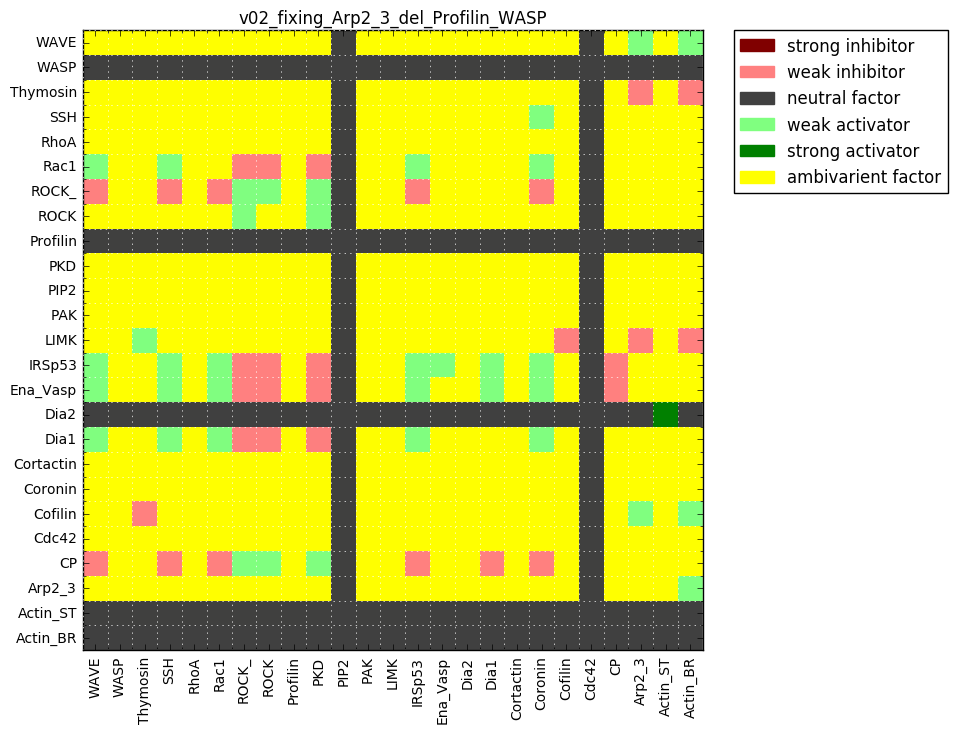 v02_fixing_Arp2_3_del_Profilin_WASP
WAVE
WASP
Thymosin
SSH
RhoA
Rac1
ROCK_
ROCK
Profilin
PKD
PIP2
PAK
LIMK
IRSp53
Ena_Vasp
Dia2
Dia1
Cortactin
Coronin
Cofilin
Cdc42
CP
Arp2_3
Actin_ST
Actin_BR
WAVE
WASP
Thymosin
SSH
RhoA
Rac1
ROCK_
ROCK
Profilin
PKD
PIP2
PAK
LIMK
IRSp53
Ena_Vasp
Dia2
Dia1
Cortactin
Coronin
Cofilin
Cdc42
CP
Arp2_3
Actin_ST
Actin_BR
strong inhibitor
weak inhibitor
neutral factor
weak activator
strong activator
ambivarient factor